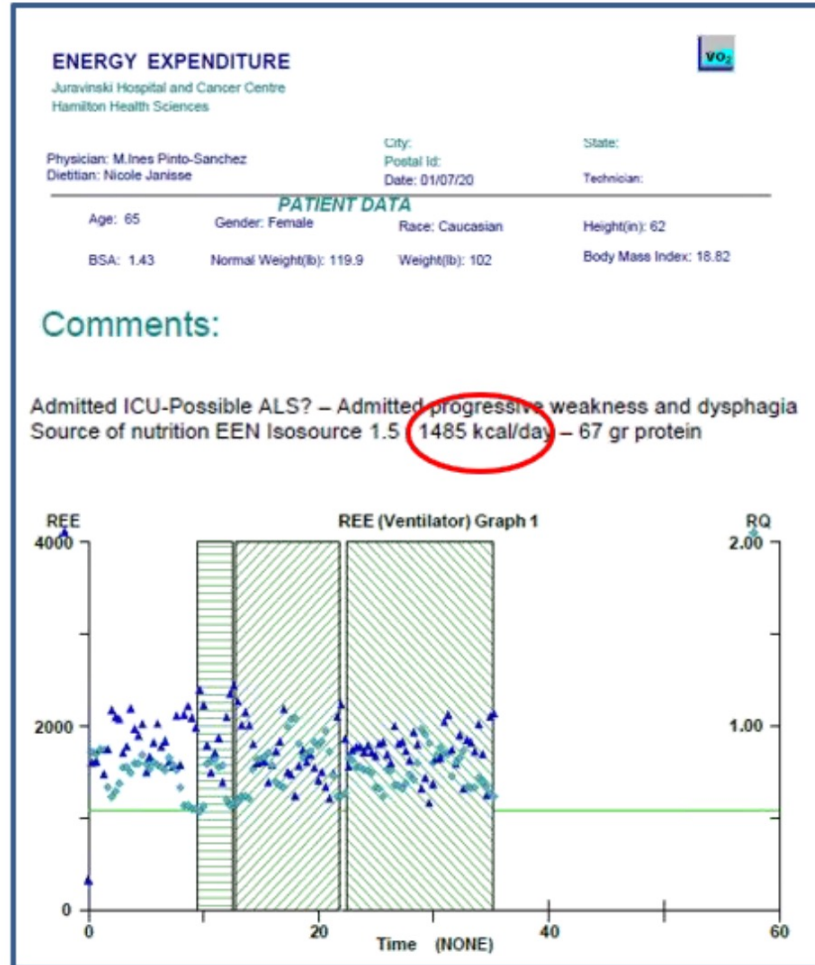 ENERGY EXPENDITURE
VO2
Juravinski Hospital and Cancer Centre
Hamilton Health Sciences
City:
State:
Physician: M.Ines Pinto-Sanchez
Postal Id:
Dietitian: Nicole Janisse
Date: 01/07/20
Technician:
PATIENT DATA
Age: 65
Gender: Female
Race: Caucasian
Height(in): 62
BSA: 1.43
Normal Weight(lb): 119.9
Weight(lb): 102
Body Mass Index: 18.82
Comments:
Admitted ICU-Possible ALS? – Admitted progressive weakness and dysphagia
Source of nutrition EEN Isosource 1.5 1485 kcal/day – 67 gr protein
REE
REE (Ventilator) Graph 1
RQ
4000
2.00
2000
1.00
0
0
0
20
40
60
Time (NONE)